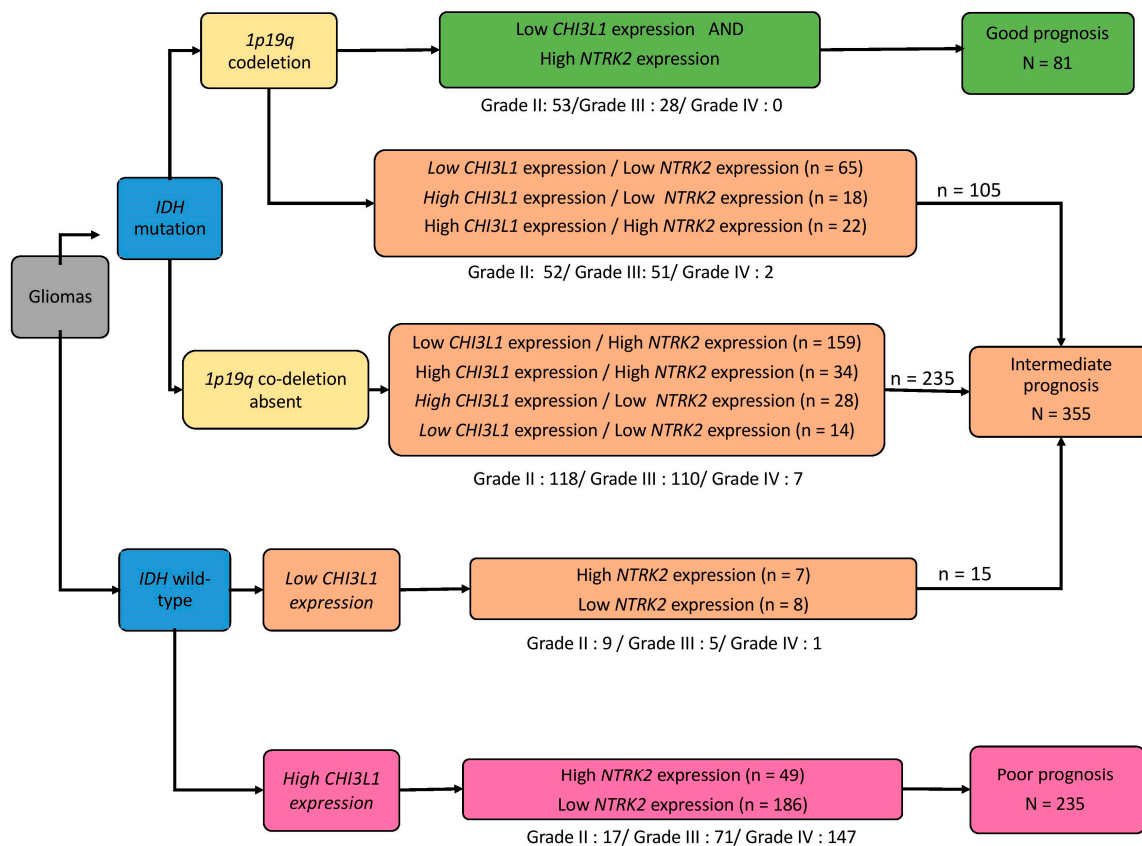 1p19q
codeletion
Low CHI3L1 expression   AND
High NTRK2 expression
Good prognosis
N = 81
Grade II: 53/Grade III : 28/ Grade IV : 0
Low CHI3L1 expression / Low NTRK2 expression (n = 65)
High CHI3L1 expression / Low  NTRK2 expression (n = 18)
High CHI3L1 expression / High NTRK2 expression (n = 22)
n = 105
Grade II:  52/ Grade III: 51/ Grade IV : 2
IDH
mutation
Gliomas
1p19q co-deletion
absent
Low CHI3L1 expression / High NTRK2 expression (n = 159)
High CHI3L1 expression / High NTRK2 expression (n = 34)
High CHI3L1 expression / Low  NTRK2 expression (n = 28)
Low CHI3L1 expression / Low NTRK2 expression (n = 14)
n = 235
Intermediate
prognosis
N = 355
Grade II : 118/ Grade III : 110/ Grade IV : 7
IDH wild-
type
Low CHI3L1
expression
High NTRK2 expression (n = 7)
Low NTRK2 expression (n = 8)
n = 15
Grade II : 9 / Grade III : 5/ Grade IV : 1
High CHI3L1
expression
High NTRK2 expression (n = 49)
Low NTRK2 expression (n = 186)
Poor prognosis
N = 235
Grade II : 17/ Grade III : 71/ Grade IV : 147